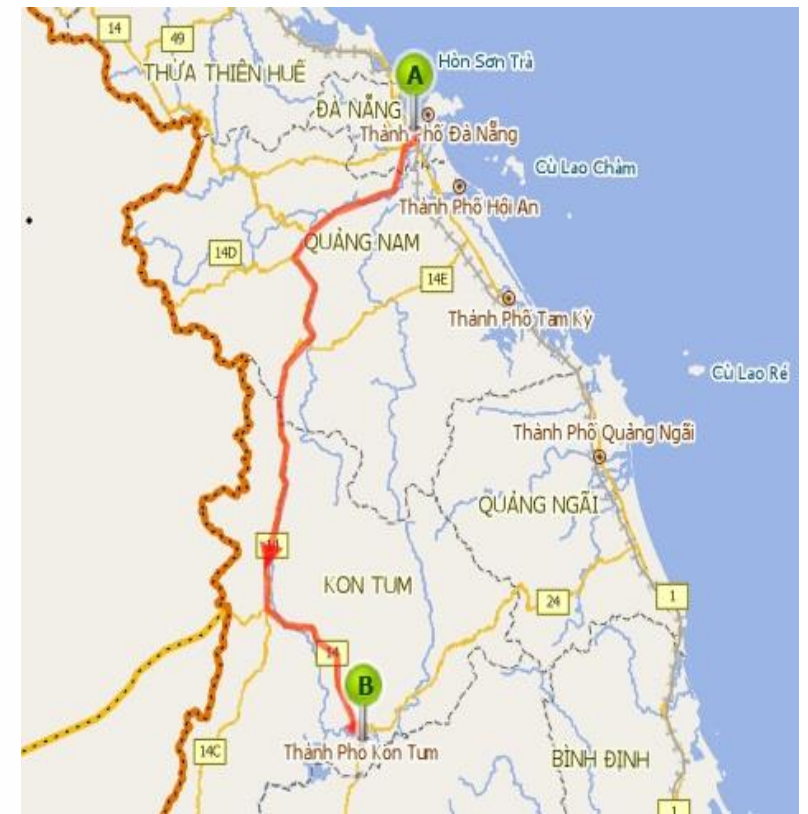 14
49
Hòn Sơn Trà
THỪA THIÊN HUẾ
A
ĐÀ NẴNG
Thành Phố Đà Nẵng
Cù Lao Chàm
Thành Phố Hội An
QUẢNG NAM
14D
14E
Thành Phố Tam Kỳ
Cù Lao Ré
Thành Phố Quảng Ngãi
QUẢNG NGÃI
14
KON TUM
24
1
14
B
14C
Thành Phố Kon Tum
BÌNH ĐỊNH
1